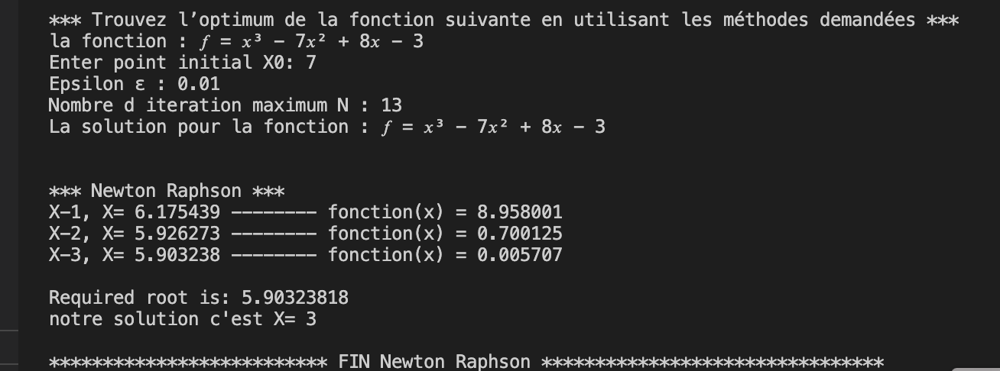 *** Trouvez l’optimum de la fonction suivante en utilisant les méthodes demandées ***
la fonction : 𝑓 = 𝑥³ − 7𝑥² + 8𝑥 − 3
Enter point initial X0: 7
Epsilon ε : 0.01
Nombre d iteration maximum N : 13
La solution pour la fonction : 𝑓 = 𝑥³ − 7𝑥² + 8𝑥 − 3
*** Newton Raphson ***
X-1, X= 6.175439 -------- fonction(x) = 8.958001
X-2, X= 5.926273 -------- fonction(x) = 0.700125
X-3, X= 5.903238 -------- fonction(x) = 0.005707
Required root is: 5.90323818
notre solution c'est X= 3
************************** FIN Newton Raphson ********************************